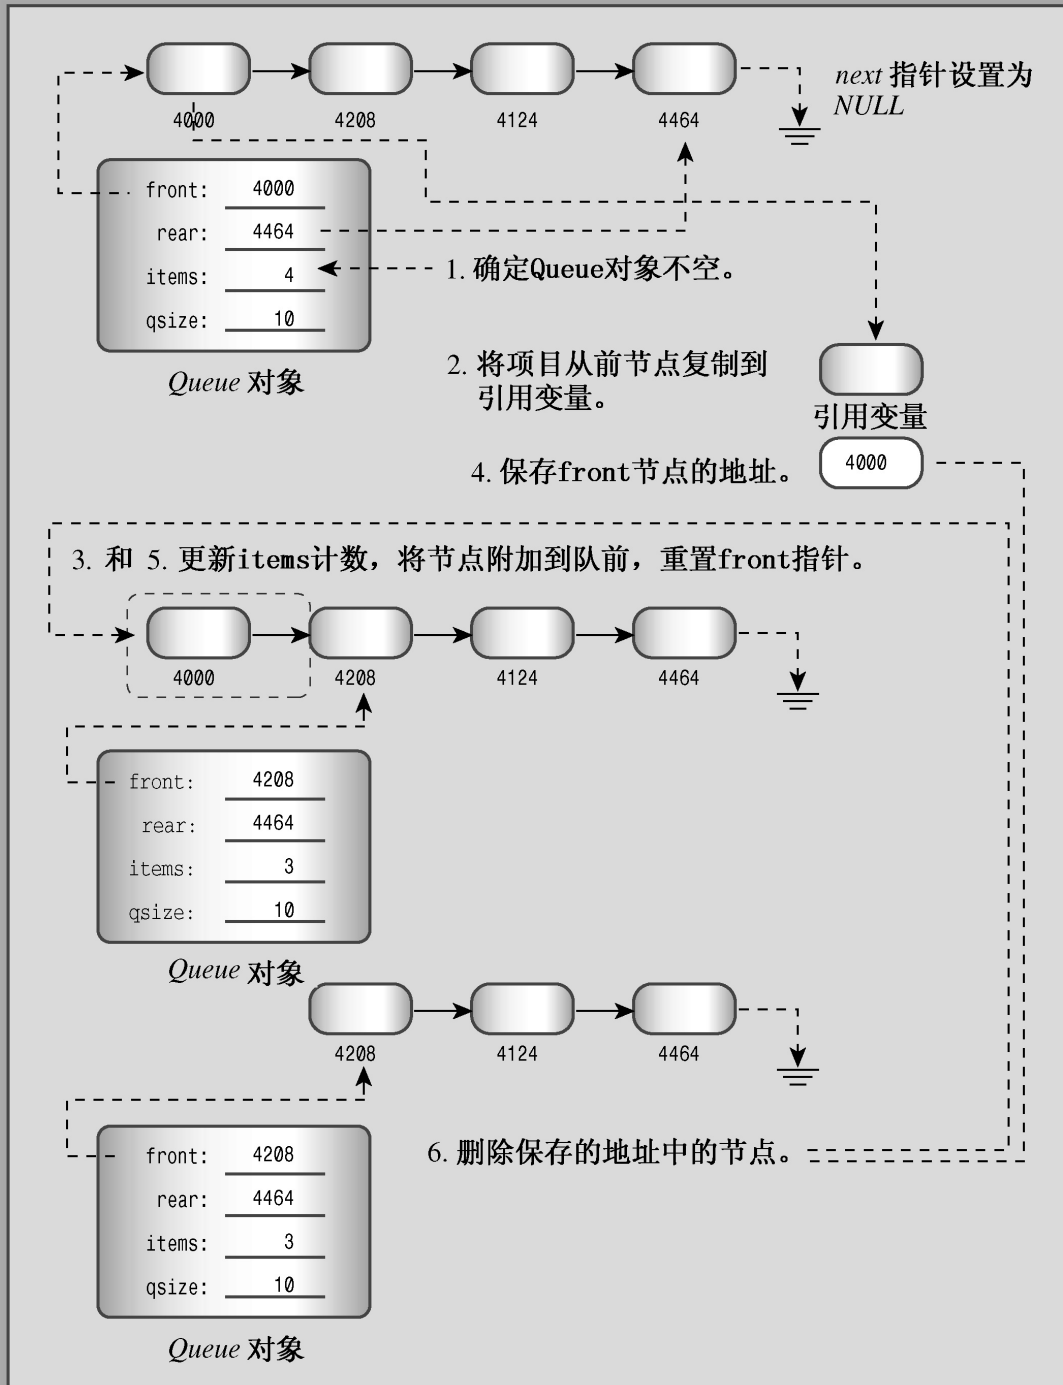 next 指针设置为
NULL
4000
4208
4124
4464
front: 4000
rear: 4464
items: 4
qsize: 10
Queue 对象
1. 确定Queue对象不空。
2. 将项目从前节点复制到
引用变量。
引用变量
4. 保存front节点的地址。
4000
3. 和 5. 更新items计数，将节点附加到队前，重置front指针。
4000
4208
4124
4464
front: 4208
rear: 4464
items: 3
qsize: 10
Queue 对象
4208
4124
4464
front: 4208
rear: 4464
items: 3
qsize: 10
6. 删除保存的地址中的节点。
Queue 对象